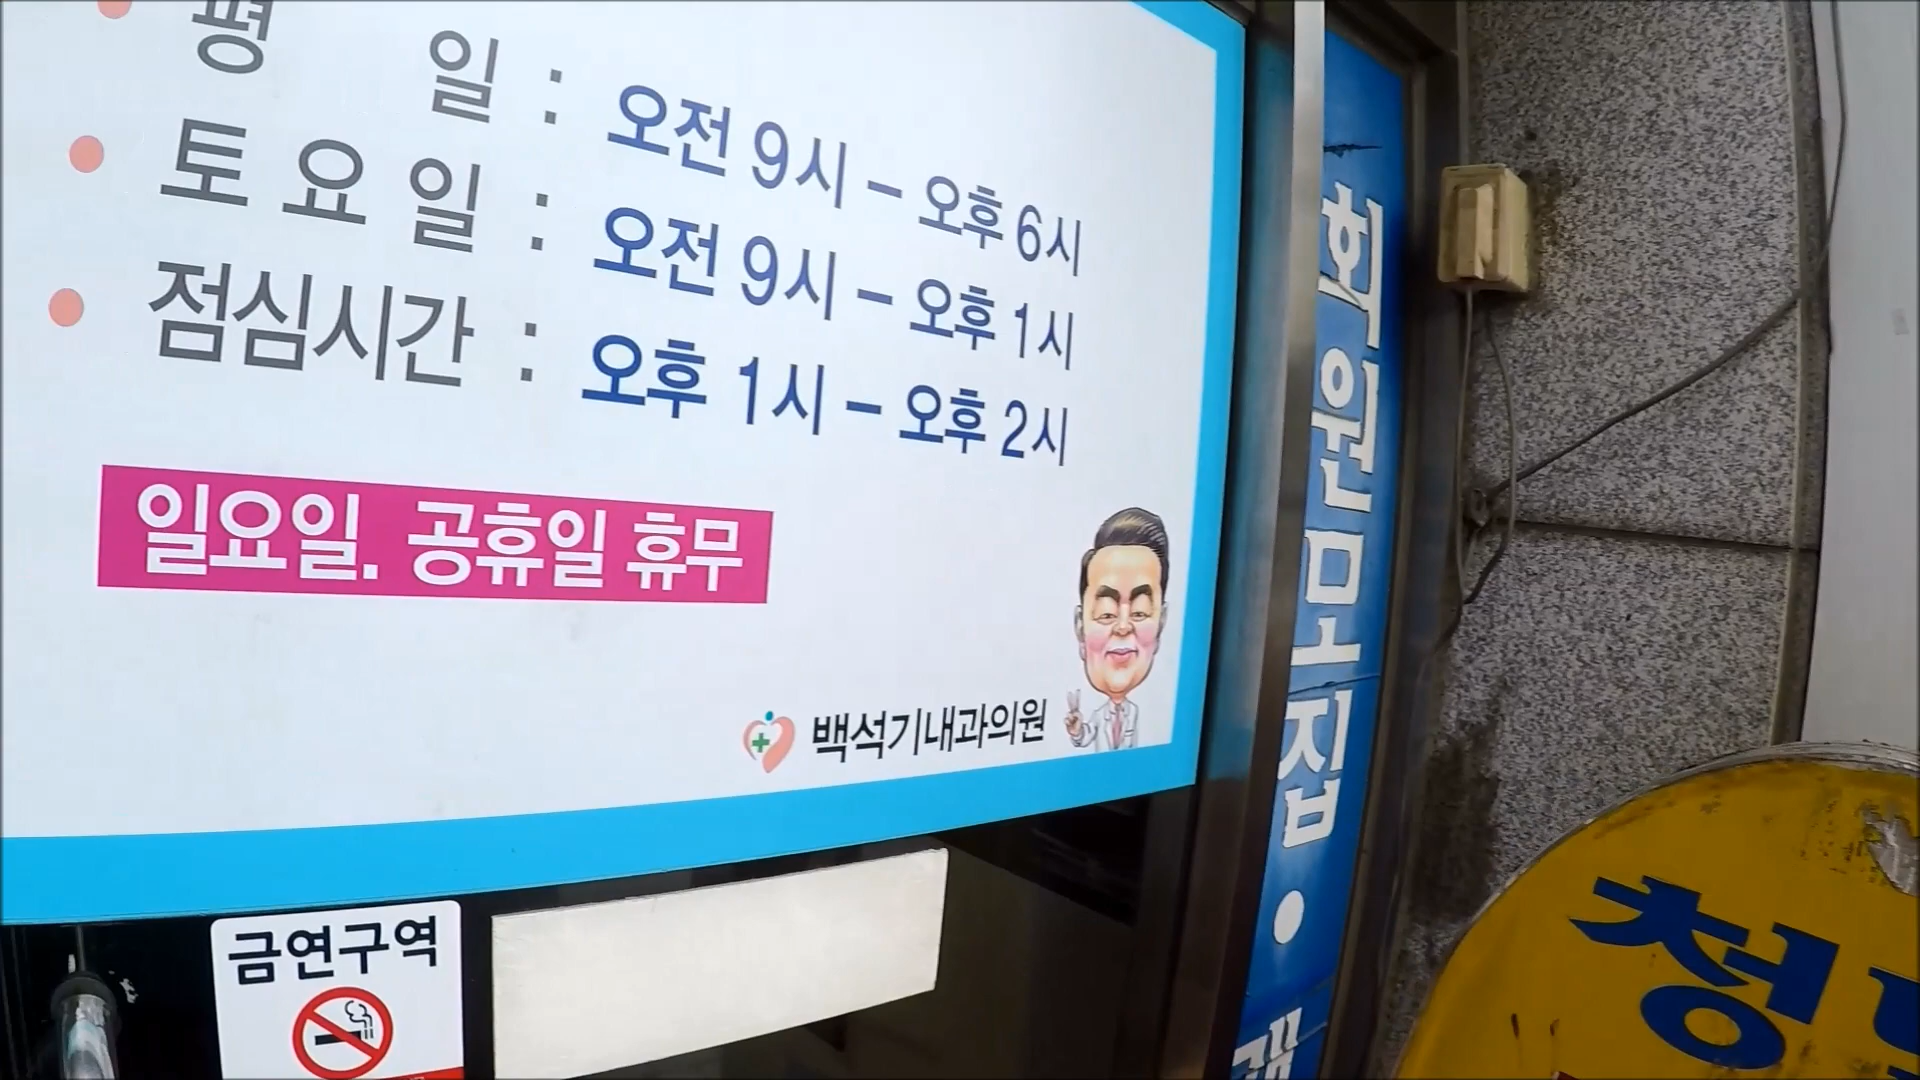 평 일 : 오전 9시 - 오후 6시
토요일 : 오전 9시 - 오후 1시
점심시간 : 오후 1시 - 오후 2시
일요일. 공휴일 휴무
백석기내과의원
금연구역
회원모집 •
청